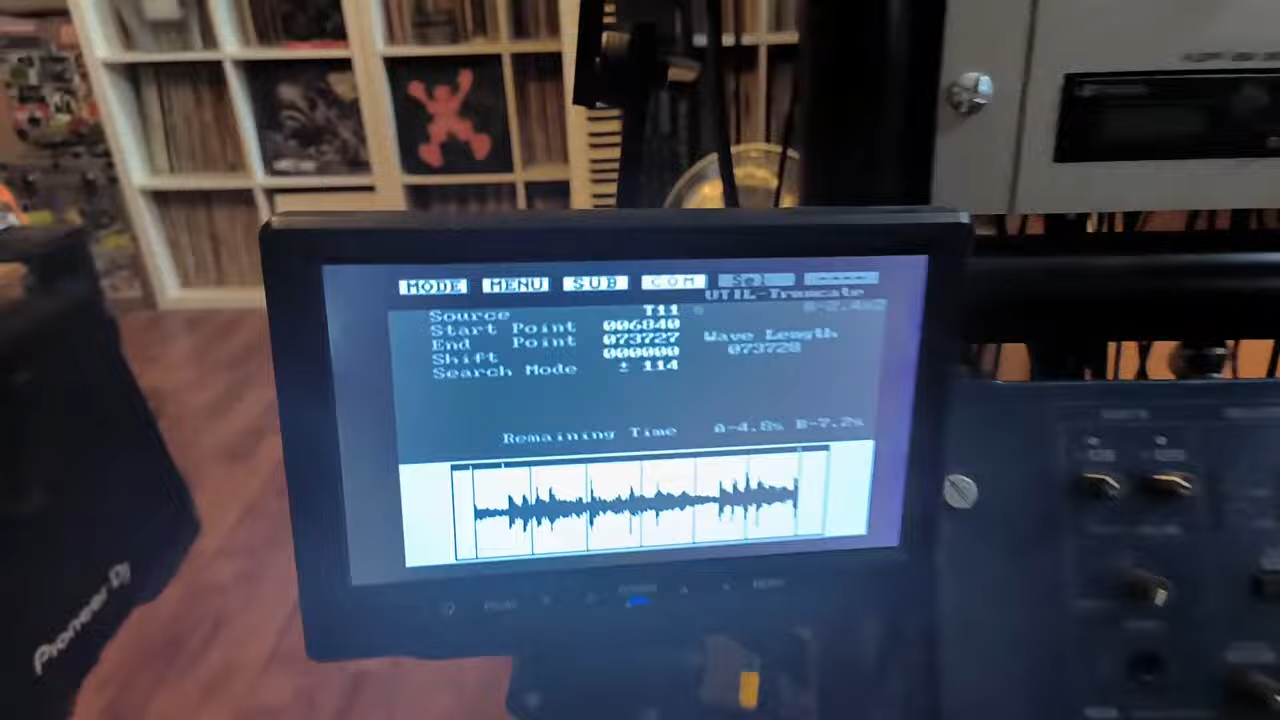 MODE MENU SUB COM Sel -----
UTIL-Truncate
Source T11
Start Point 006840
End Point 073727
Shift 000000
Search Mode ± 114
Wave Length
073728
Remaining Time A-4.8s B-7.2s
Pioneer Dj